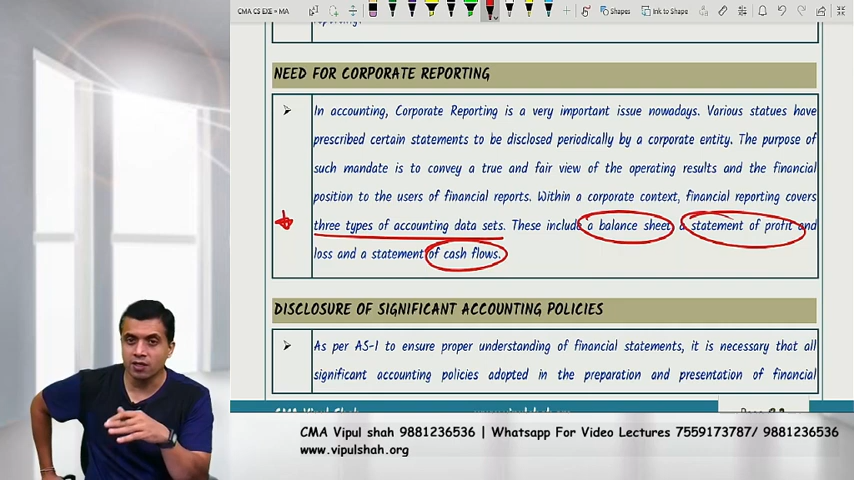 CMA CS EXE - MA
Shapes
Ink to Shape
NEED FOR CORPORATE REPORTING
In accounting, Corporate Reporting is a very important issue nowadays. Various statues have
prescribed certain statements to be disclosed periodically by a corporate entity. The purpose of
such mandate is to convey a true and fair view of the operating results and the financial
position to the users of financial reports. Within a corporate context, financial reporting covers
three types of accounting data sets. These include a balance sheet a statement of profit and
loss and a statement of cash flows.
DISCLOSURE OF SIGNIFICANT ACCOUNTING POLICIES
As per AS-1 to ensure proper understanding of financial statements, it is necessary that all
significant accounting policies adopted in the preparation and presentation of financial
CMA Vipul shah 9881236536 | Whatsapp For Video Lectures 7559173787/ 9881236536
www.vipulshah.org